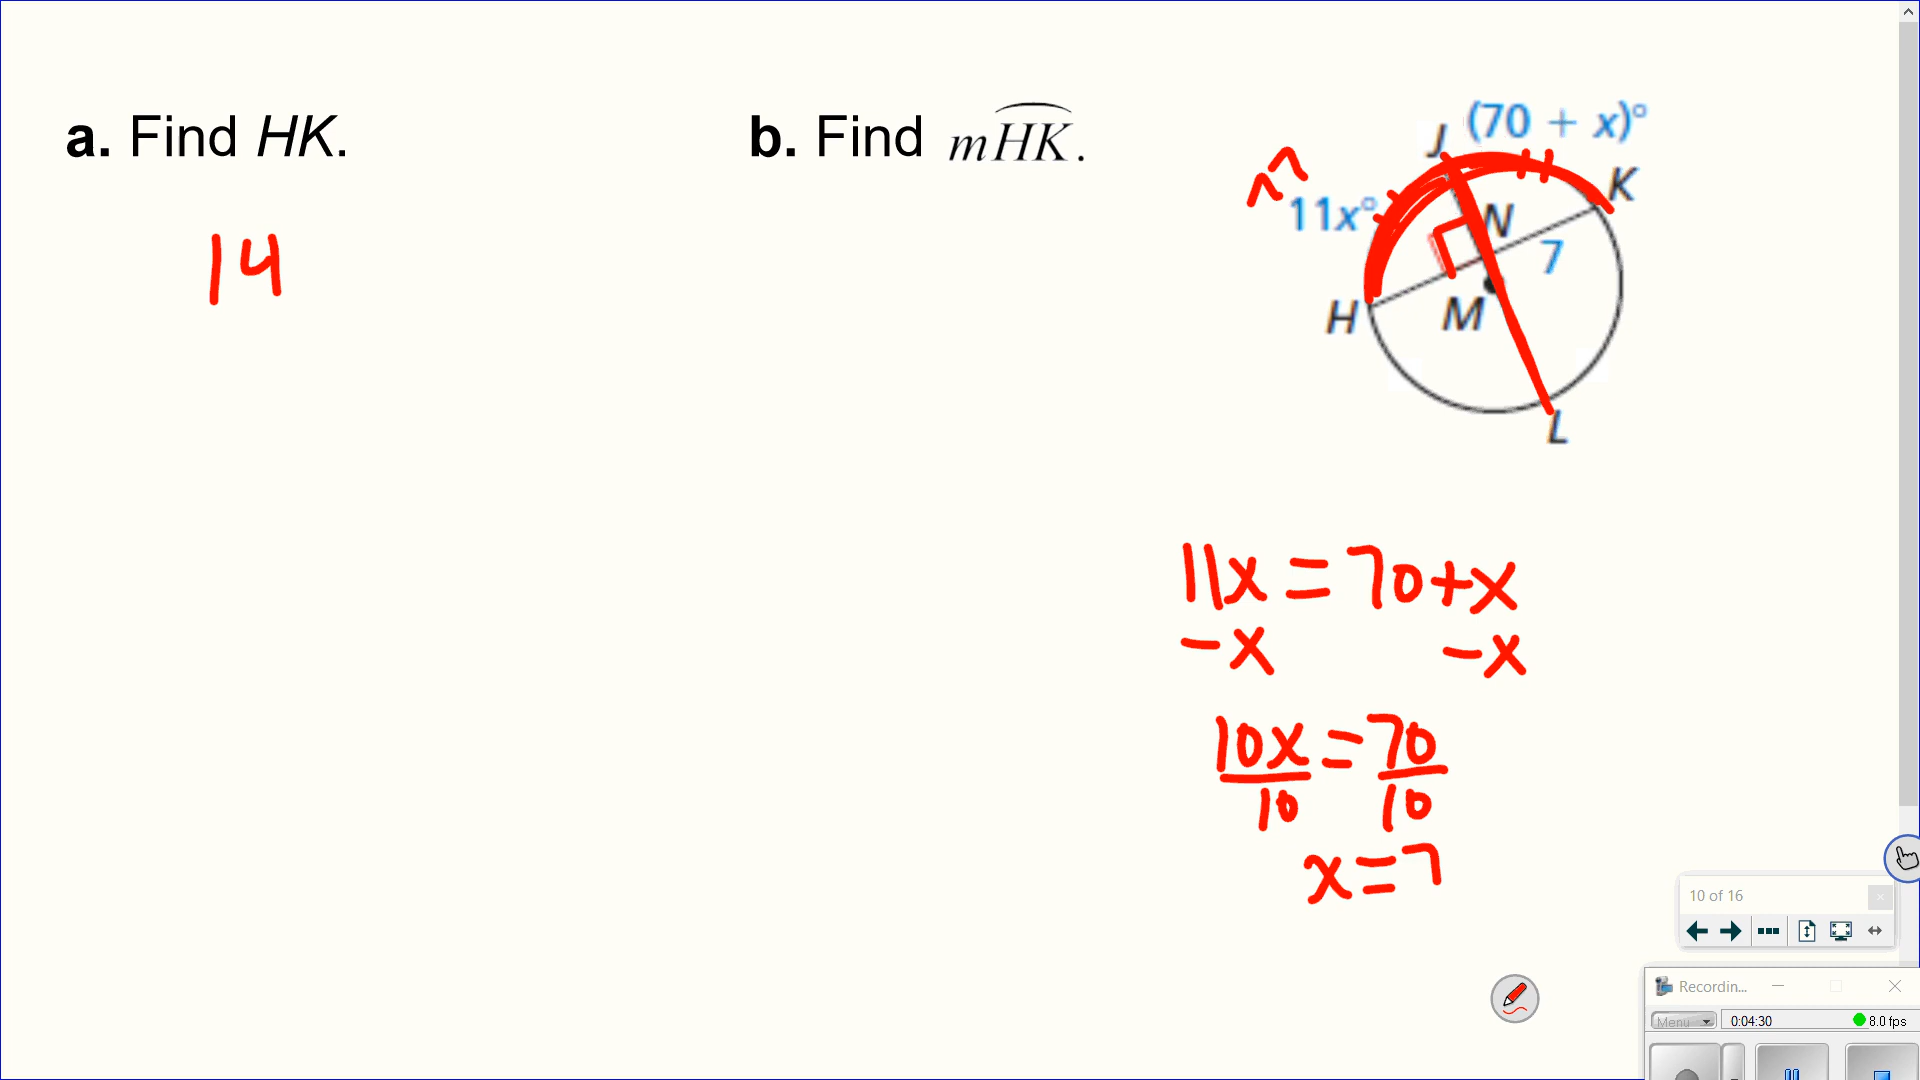 a. Find HK.
b. Find mHK.
14
(70 + x)°
J
K
77
11x°
N
7
H
M
L
11x = 70+x
-x -x
10x = 70
10 10
x = 7
10 of 16
Recordin...
Menu
0:04:30
8.0 fps